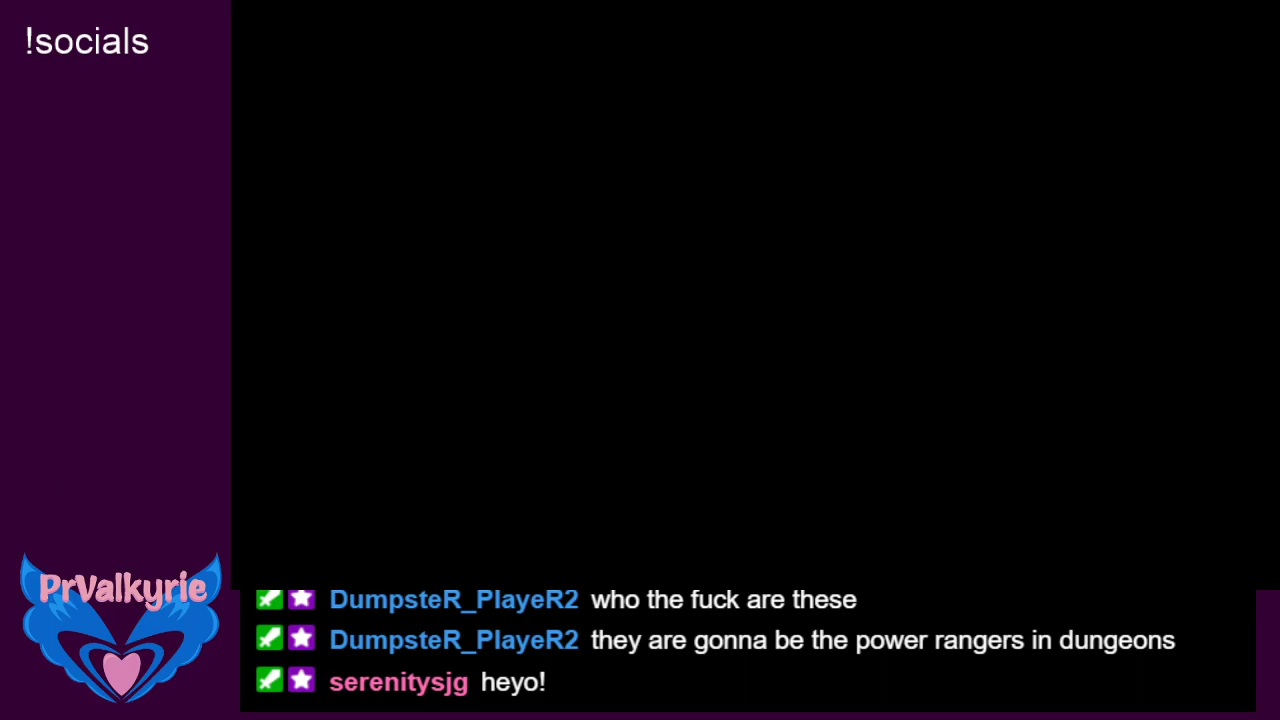 !socials
PrValkyrie
DumpsteR_PlayeR2 who the fuck are these
DumpsteR_PlayeR2 they are gonna be the power rangers in dungeons
serenitysjg heyo!